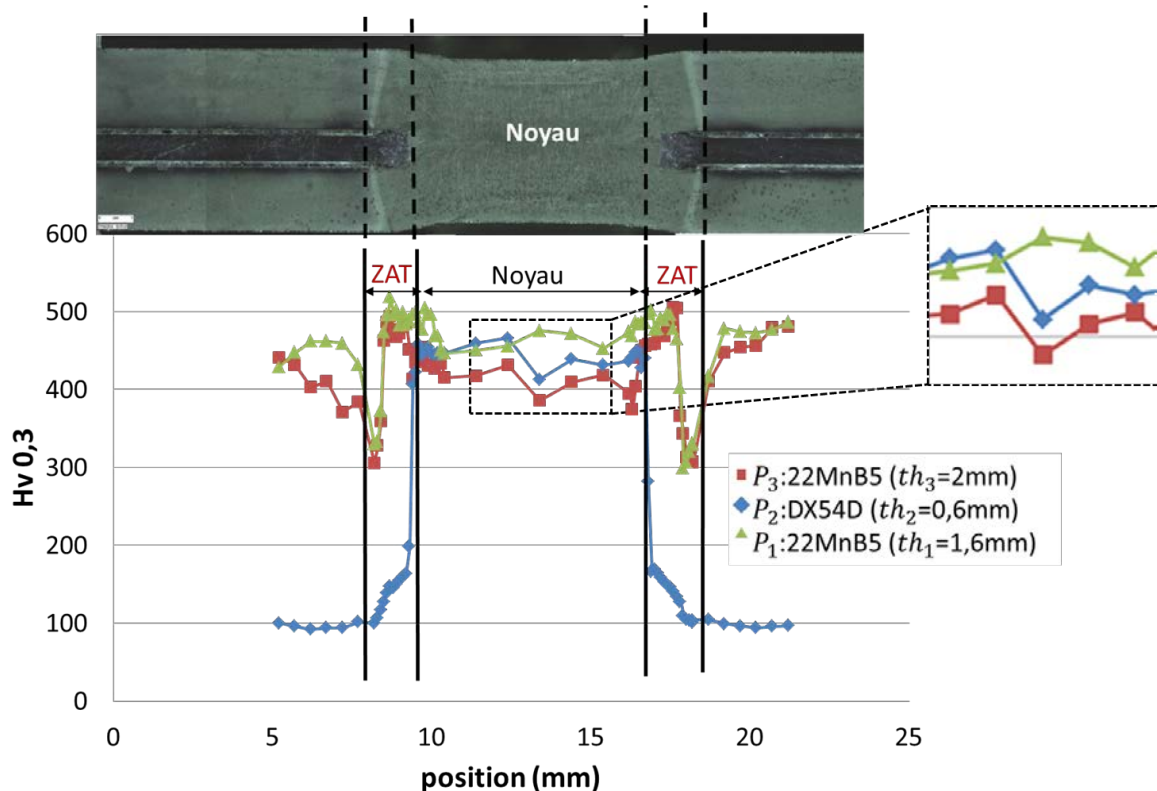 Noyau
600
500
400
300
200
100
0
ZAT
Noyau
ZAT
Hv 0,3
0
5
10
15
20
25
position (mm)
P₃:22MnB5 (th₃=2mm)
P₂:DX54D (th₂=0,6mm)
P₁:22MnB5 (th₁=1,6mm)